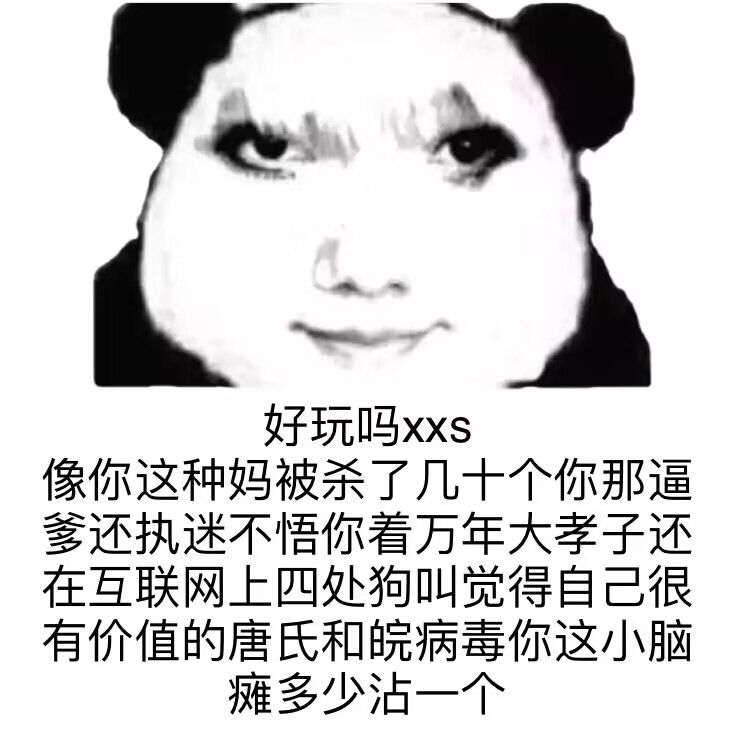 好玩吗xxs
像你这种妈被杀了几十个你那逼
爹还执迷不悟你着万年大孝子还
在互联网上四处狗叫觉得自己很
有价值的唐氏和皖病毒你这小脑
瘫多少沾一个